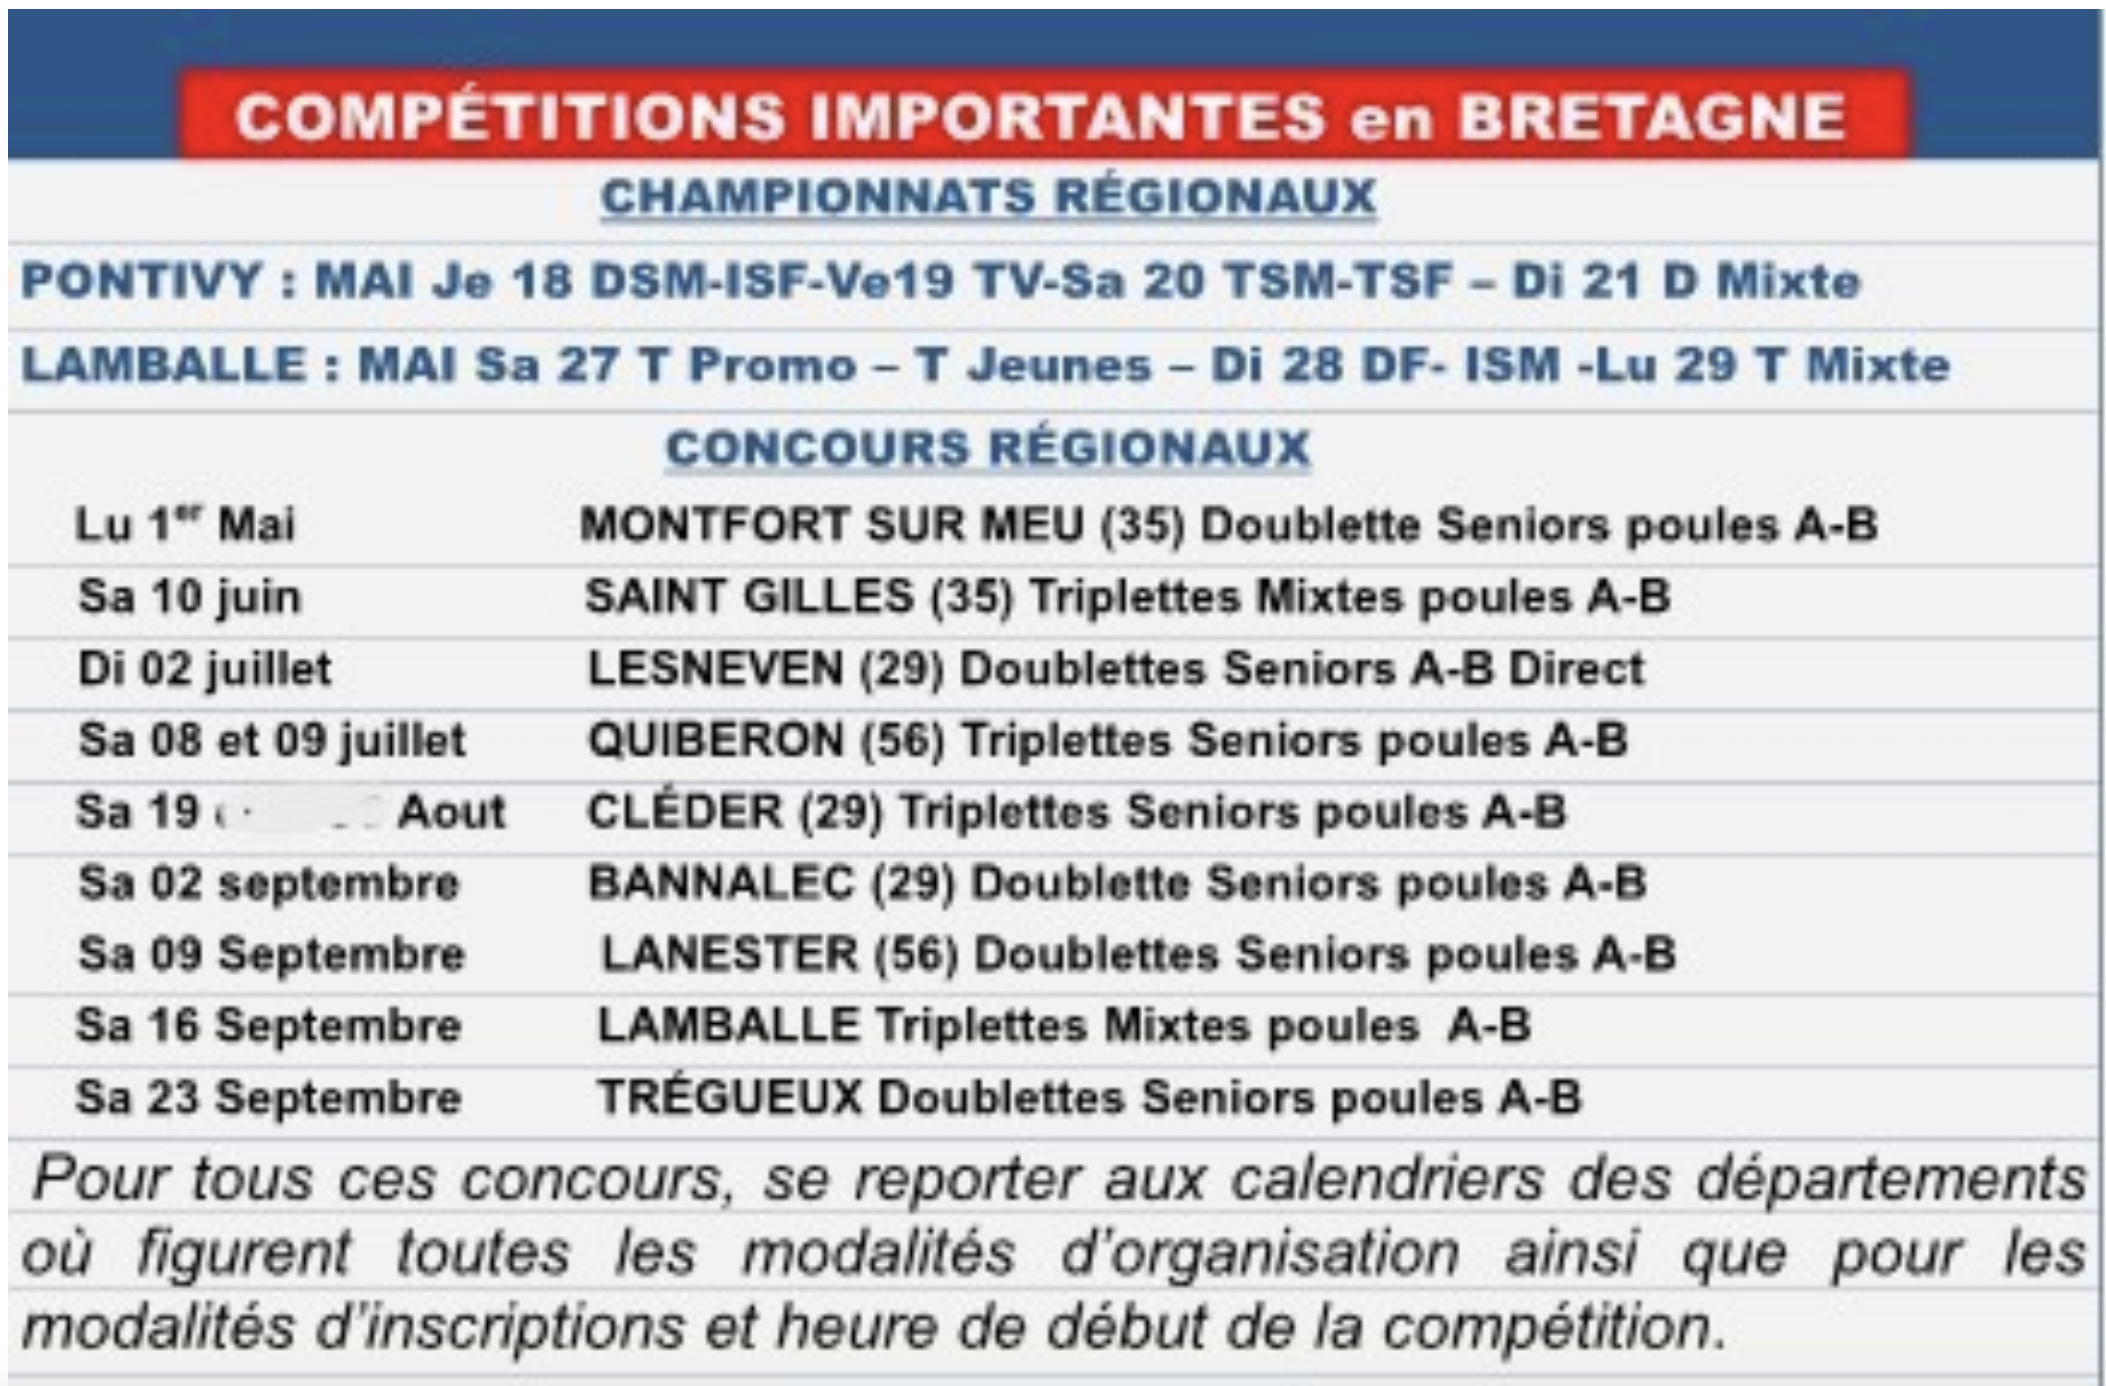 COMPÉTITIONS IMPORTANTES en BRETAGNE
CHAMPIONNATS RÉGIONAUX
PONTIVY : MAI Je 18 DSM-ISF-Ve19 TV-Sa 20 TSM-TSF – Di 21 D Mixte
LAMBALLE : MAI Sa 27 T Promo – T Jeunes – Di 28 DF- ISM -Lu 29 T Mixte
CONCOURS RÉGIONAUX
Lu 1er Mai MONTFORT SUR MEU (35) Doublette Seniors poules A-B
Sa 10 juin SAINT GILLES (35) Triplettes Mixtes poules A-B
Di 02 juillet LESNEVEN (29) Doublettes Seniors A-B Direct
Sa 08 et 09 juillet QUIBERON (56) Triplettes Seniors poules A-B
Sa 19 Aout CLÉDER (29) Triplettes Seniors poules A-B
Sa 02 septembre BANNALEC (29) Doublette Seniors poules A-B
Sa 09 Septembre LANESTER (56) Doublettes Seniors poules A-B
Sa 16 Septembre LAMBALLE Triplettes Mixtes poules A-B
Sa 23 Septembre TRÉGUEUX Doublettes Seniors poules A-B
Pour tous ces concours, se reporter aux calendriers des départements
où figurent toutes les modalités d'organisation ainsi que pour les
modalités d'inscriptions et heure de début de la compétition.